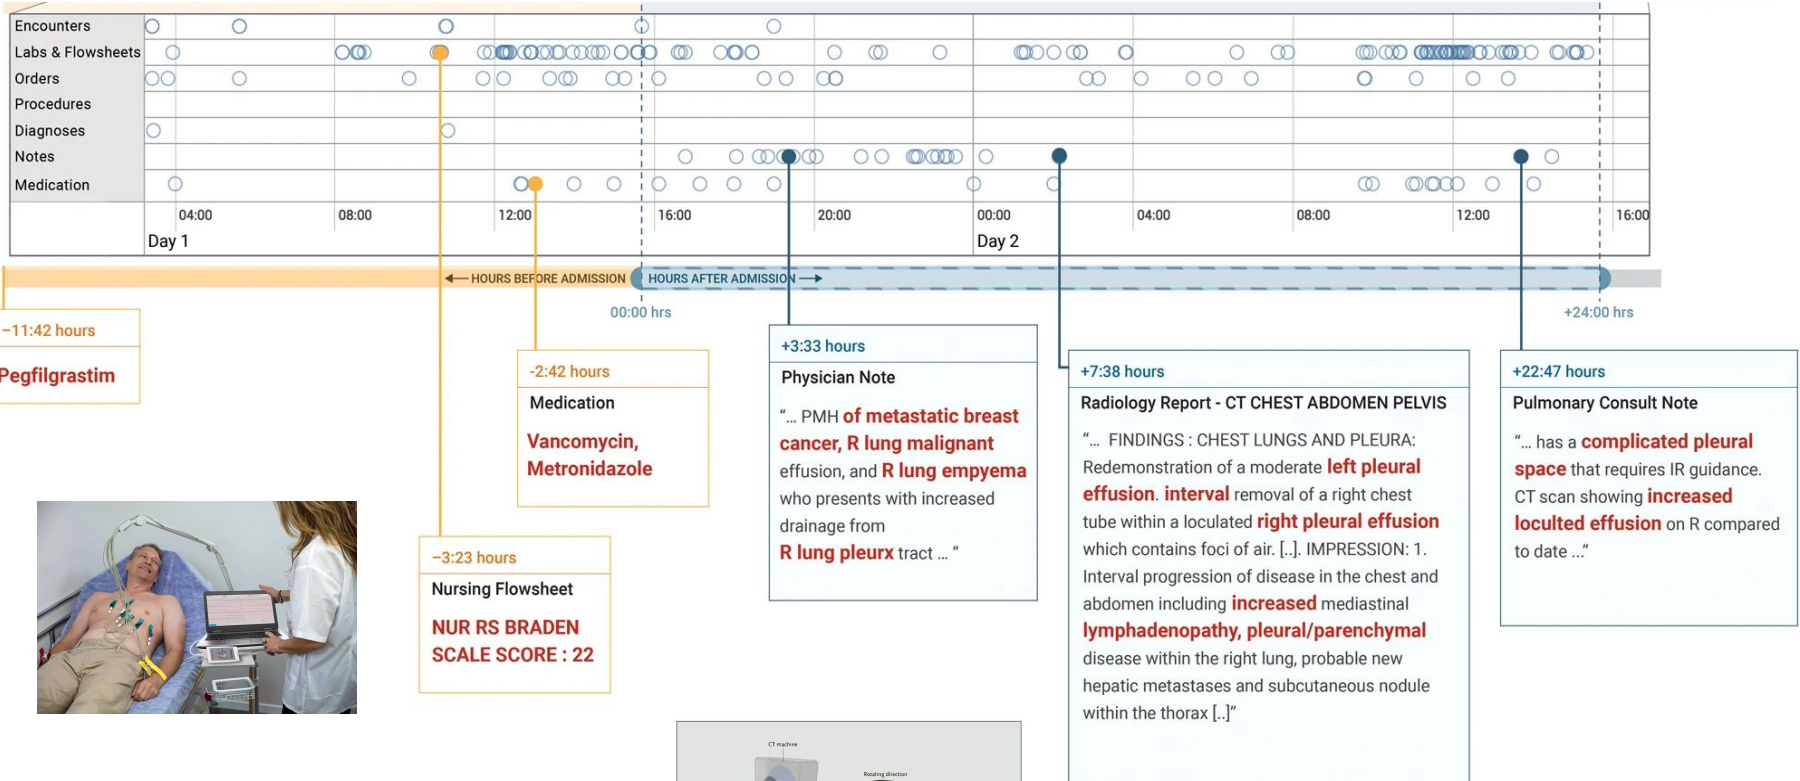 Encounters
Labs & Flowsheets
Orders
Procedures
Diagnoses
Notes
Medication
04:00
08:00
12:00
16:00
20:00
00:00
04:00
08:00
12:00
16:00
Day 1
Day 2
HOURS BEFORE ADMISSION
HOURS AFTER ADMISSION
00:00 hrs
+24:00 hrs
−11:42 hours
Pegfilgrastim
−3:23 hours
Nursing Flowsheet
NUR RS BRADEN
SCALE SCORE : 22
-2:42 hours
Medication
Vancomycin,
Metronidazole
+3:33 hours
Physician Note
“... PMH of metastatic breast
cancer, R lung malignant
effusion, and R lung empyema
who presents with increased
drainage from
R lung pleurx tract ... ”
+7:38 hours
Radiology Report - CT CHEST ABDOMEN PELVIS
“... FINDINGS : CHEST LUNGS AND PLEURA:
Redemonstration of a moderate left pleural
effusion. interval removal of a right chest
tube within a loculated right pleural effusion
which contains foci of air. [..]. IMPRESSION: 1.
Interval progression of disease in the chest and
abdomen including increased mediastinal
lymphadenopathy, pleural/parenchymal
disease within the right lung, probable new
hepatic metastases and subcutaneous nodule
within the thorax [..]”
+22:47 hours
Pulmonary Consult Note
“... has a complicated pleural
space that requires IR guidance.
CT scan showing increased
loculted effusion on R compared
to date ...”
CT machine
Rotating direction